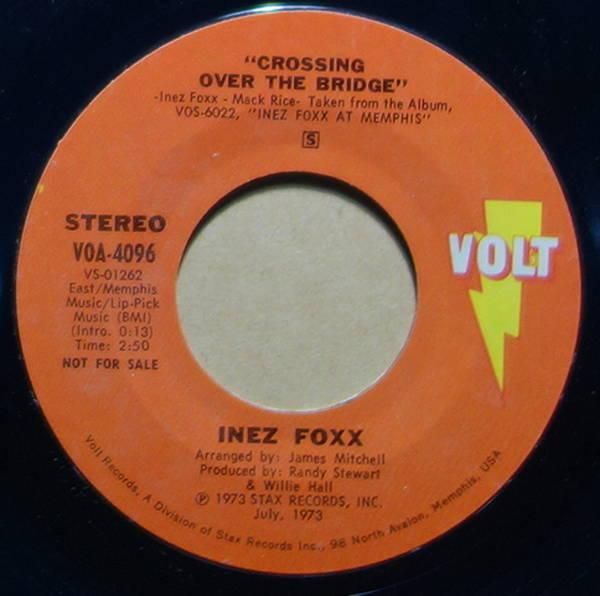 "CROSSING
OVER THE BRIDGE"
-Inez Foxx - Mack Rice- Taken from the Album,
VOS-6022, "INEZ FOXX AT MEMPHIS"
S
STEREO
VOA-4096
VS-01262
East/Memphis
Music/Lip-Pick
Music (BMI)
(Intro. 0:13)
Time: 2:50
NOT FOR SALE
VOLT
INEZ FOXX
Arranged by: James Mitchell
Produced by: Randy Stewart
& Willie Hall
℗ 1973 STAX RECORDS, INC.
July, 1973
Volt Records, A Division of Stax Records Inc., 98 North Avalon, Memphis, USA